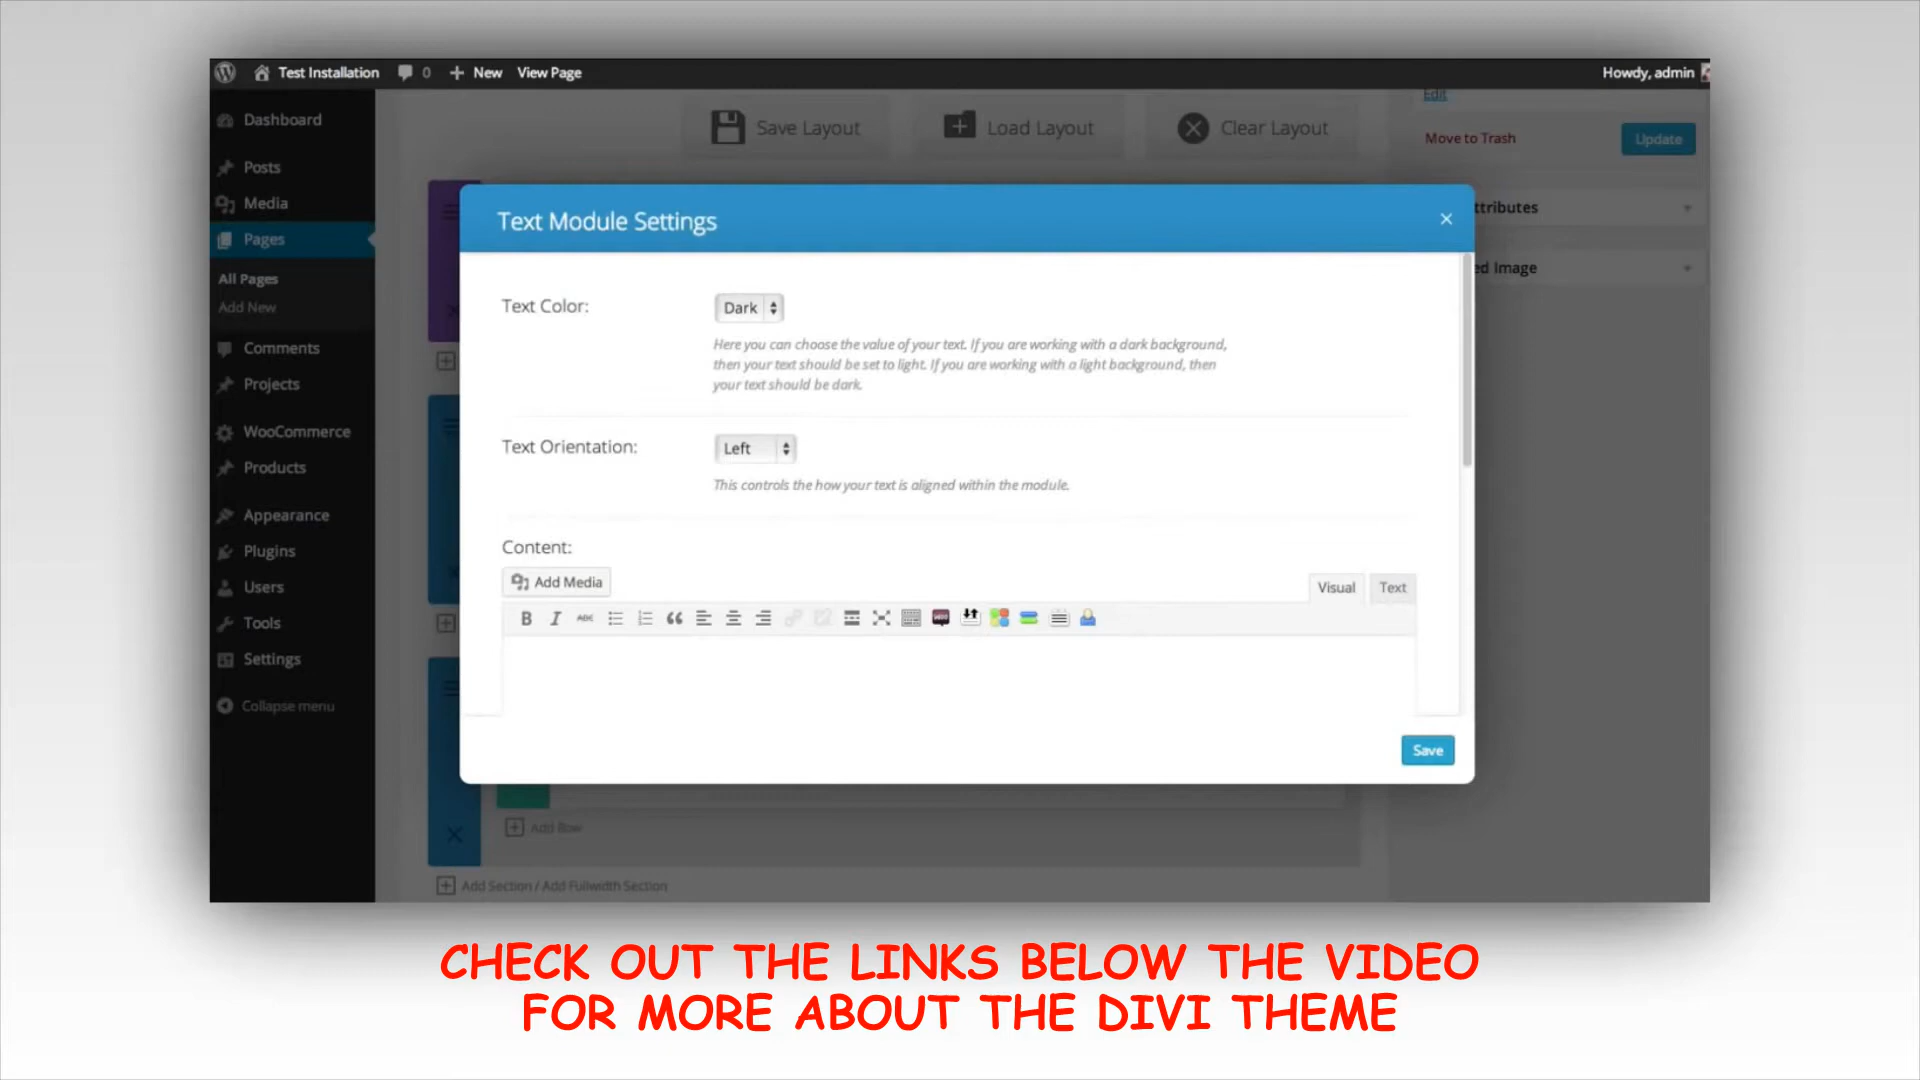 Test Installation 0 New View Page Howdy, admin
Edit
Dashboard
Save Layout Load Layout Clear Layout
Move to Trash Update
Posts
Media
Text Module Settings
ttributes
Pages
ed Image
All Pages
Add New
Text Color: Dark
Here you can choose the value of your text. If you are working with a dark background,
then your text should be set to light. If you are working with a light background, then
your text should be dark.
Comments
Projects
WooCommerce
Products
Text Orientation: Left
This controls the how your text is aligned within the module.
Appearance
Plugins
Users
Tools
Settings
Collapse menu
Content:
Add Media
Visual Text
B I ABC
Save
Add Row
Add Section / Add Fullwidth Section
CHECK OUT THE LINKS BELOW THE VIDEO
FOR MORE ABOUT THE DIVI THEME